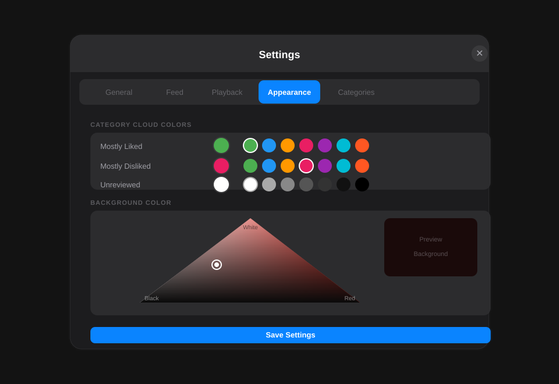 Settings
General Feed Playback Appearance Categories
CATEGORY CLOUD COLORS
Mostly Liked
Mostly Disliked
Unreviewed
BACKGROUND COLOR
White
Preview
Background
Black Red
Save Settings